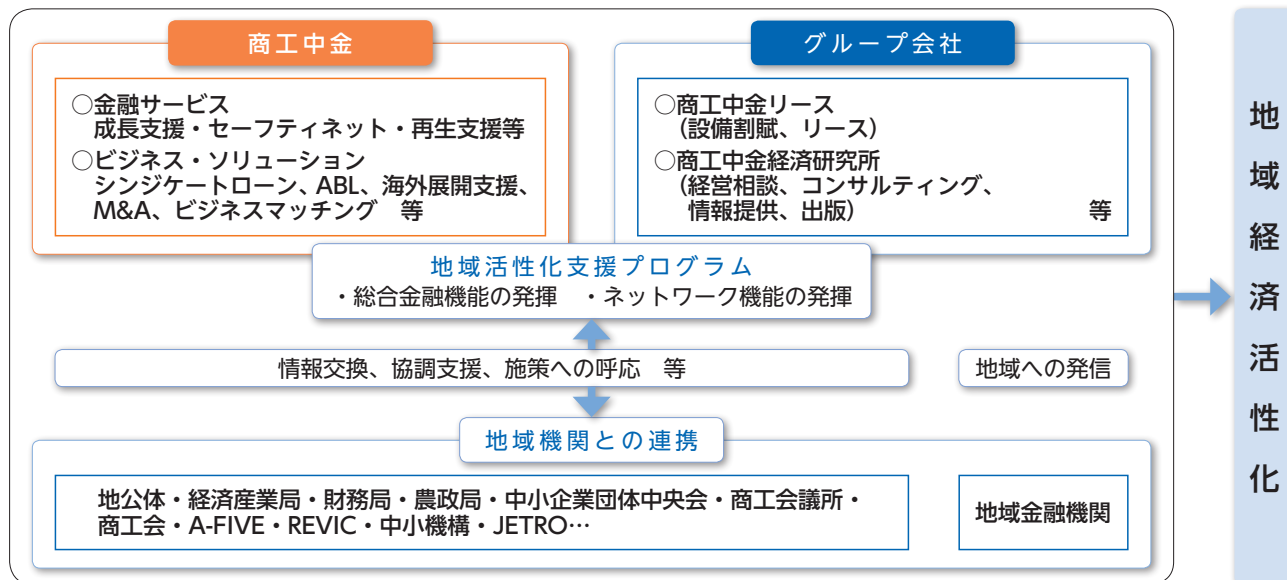 商工中金
○金融サービス
成長支援・セーフティネット・再生支援等
○ビジネス・ソリューション
シンジケートローン、ABL、海外展開支援、
M&A、ビジネスマッチング　等
グループ会社
○商工中金リース
（設備割賦、リース）
○商工中金経済研究所
（経営相談、コンサルティング、
情報提供、出版）　等
地域活性化支援プログラム
・総合金融機能の発揮　・ネットワーク機能の発揮
情報交換、協調支援、施策への呼応　等
地域への発信
地域機関との連携
地公体・経済産業局・財務局・農政局・中小企業団体中央会・商工会議所・
商工会・A-FIVE・REVIC・中小機構・JETRO…
地域金融機関
地域経済活性化